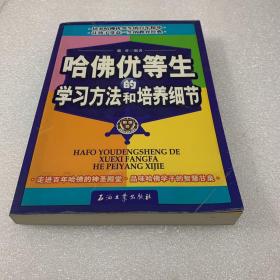 哈佛优等生
的
学习方法和培养细节
HAFO YOUDENGSHENG DE
XUEXI FANGFA
HE PEIYANG XIJIE
走进百年哈佛的神圣殿堂 品味哈佛学子的智慧甘泉
石油工业出版社